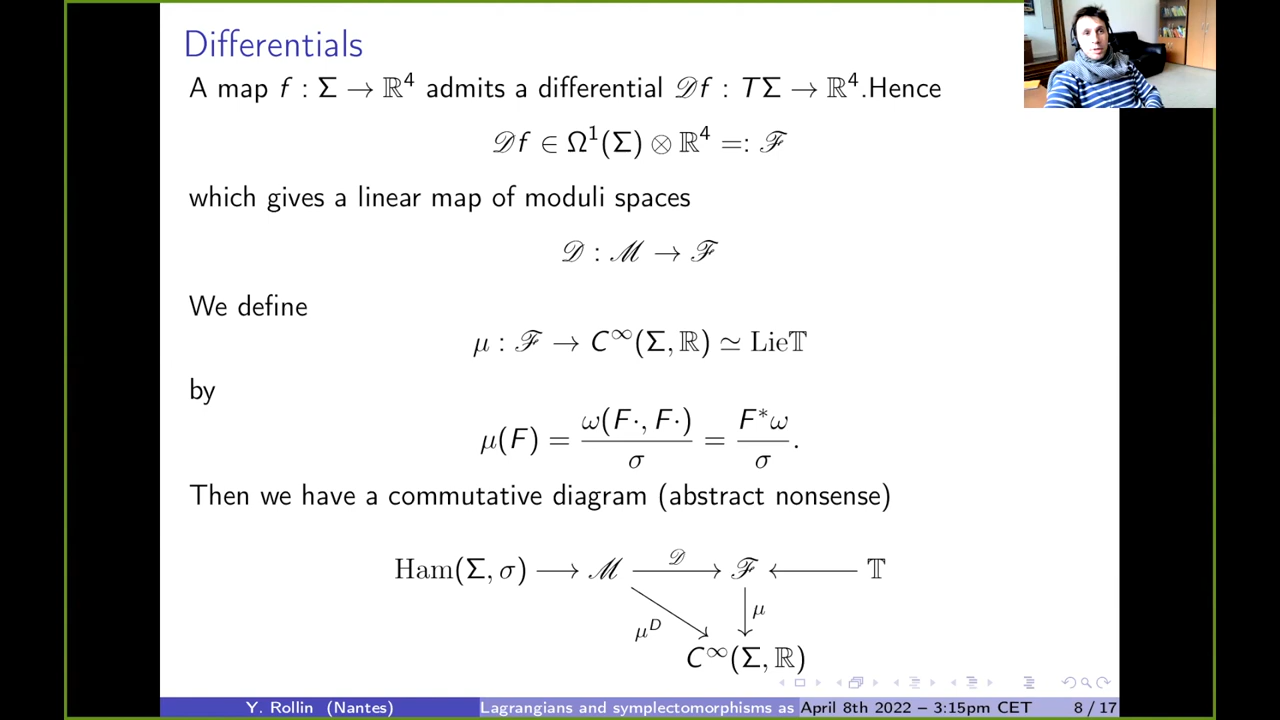 Differentials
A map f : Σ → ℝ⁴ admits a differential 𝒟f : TΣ → ℝ⁴.Hence
𝒟f ∈ Ω¹(Σ) ⊗ ℝ⁴ =: ℱ
which gives a linear map of moduli spaces
𝒟 : ℳ → ℱ
We define
μ : ℱ → C^∞(Σ, ℝ) ≃ Lie𝕋
by
μ(F) = ω(F·, F·)/σ = F*ω/σ.
Then we have a commutative diagram (abstract nonsense)
Ham(Σ, σ) ⟶ ℳ ⟶ ℱ ⟵ 𝕋
𝒟
μ
μ^D
C^∞(Σ, ℝ)
Y. Rollin (Nantes) Lagrangians and symplectomorphisms as April 8th 2022 – 3:15pm CET 8 / 17